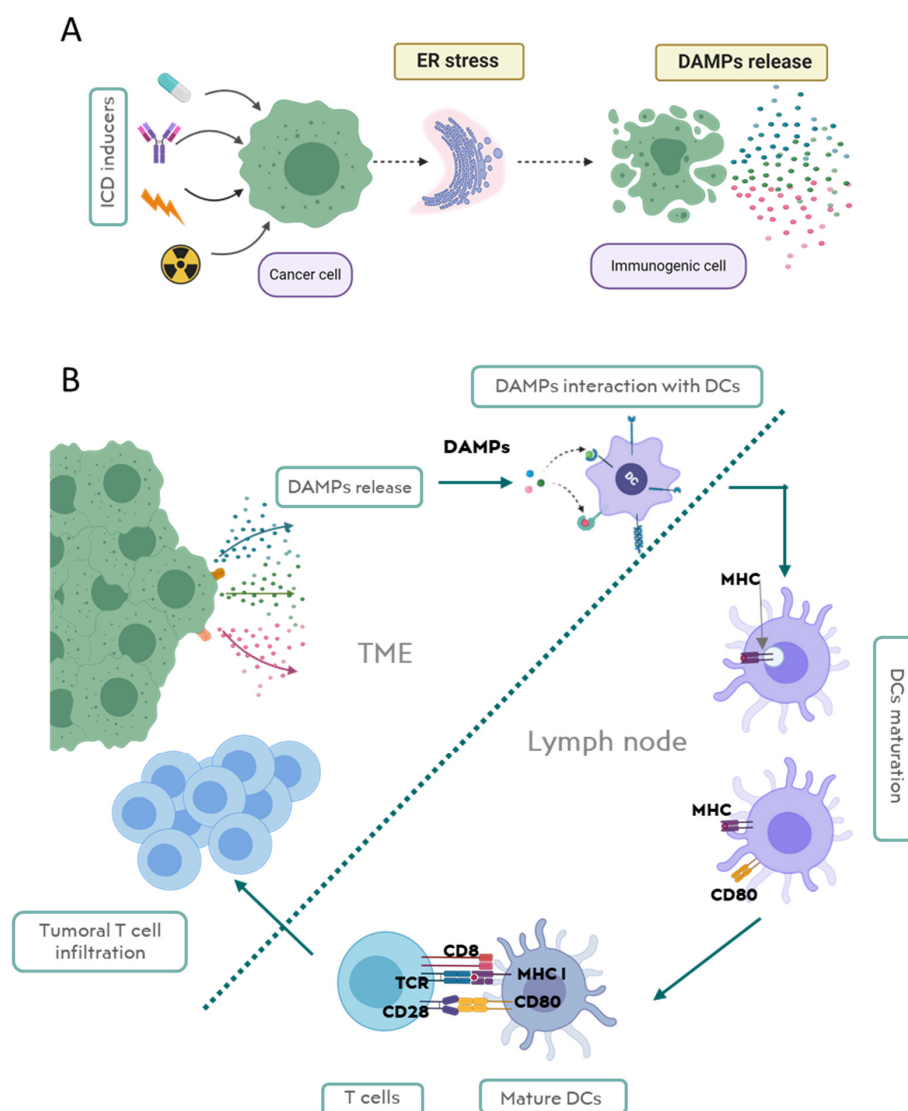 A
ER stress
DAMPs release
ICD inducers
Cancer cell
Immunogenic cell
B
DAMPs interaction with DCs
DAMPs
DC
DAMPs release
MHC
TME
DCs maturation
Lymph node
MHC
CD80
Tumoral T cell
infiltration
CD8
TCR
MHC I
CD28
CD80
T cells
Mature DCs